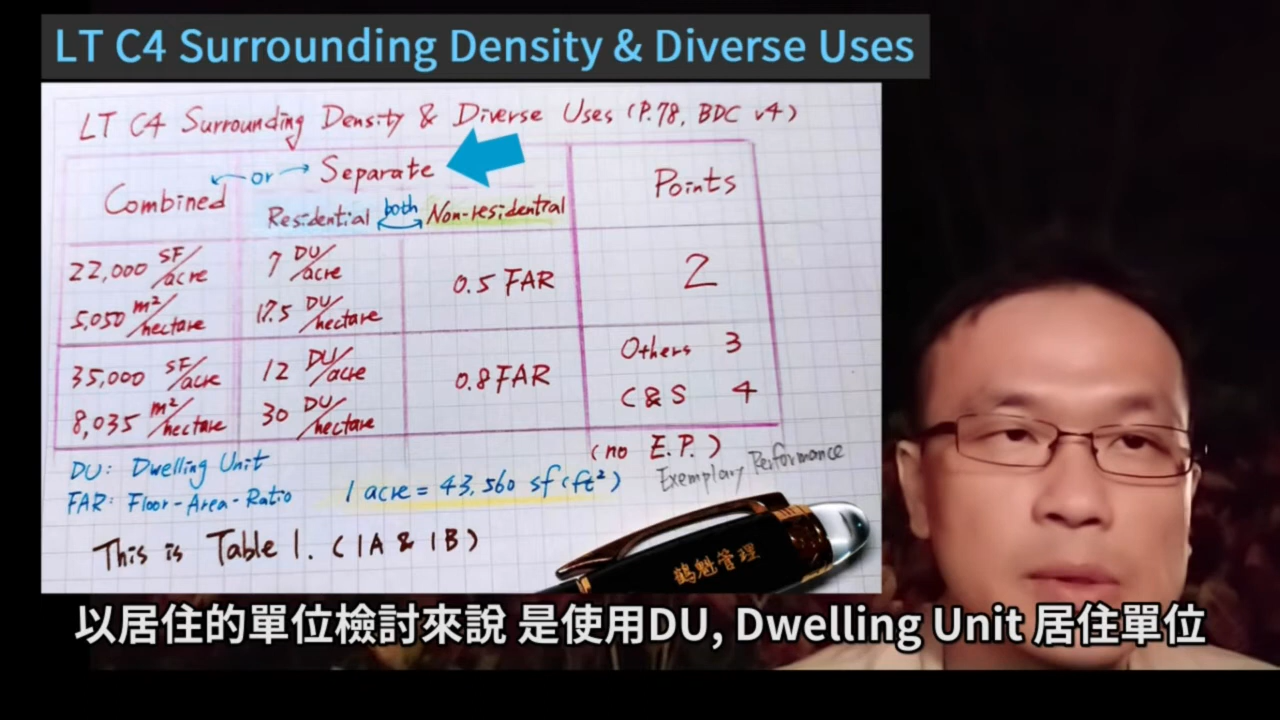 LT C4 Surrounding Density & Diverse Uses
LT C4 Surrounding Density & Diverse Uses (P.78, BDC v4)
Combined
or
Separate
Residential both Non-residential
Points
22,000 SF/acre
5,050 m²/hectare
7 DU/acre
17.5 DU/hectare
0.5 FAR
2
35,000 SF/acre
8,035 m²/hectare
12 DU/acre
30 DU/hectare
0.8 FAR
Others 3
C&S 4
(no E.P.)
Exemplary Performance
DU: Dwelling Unit
FAR: Floor-Area-Ratio
1 acre = 43,560 sf (ft²)
This is Table 1. (1A & 1B)
鶴魁管理
以居住的單位檢討來說 是使用DU, Dwelling Unit 居住單位